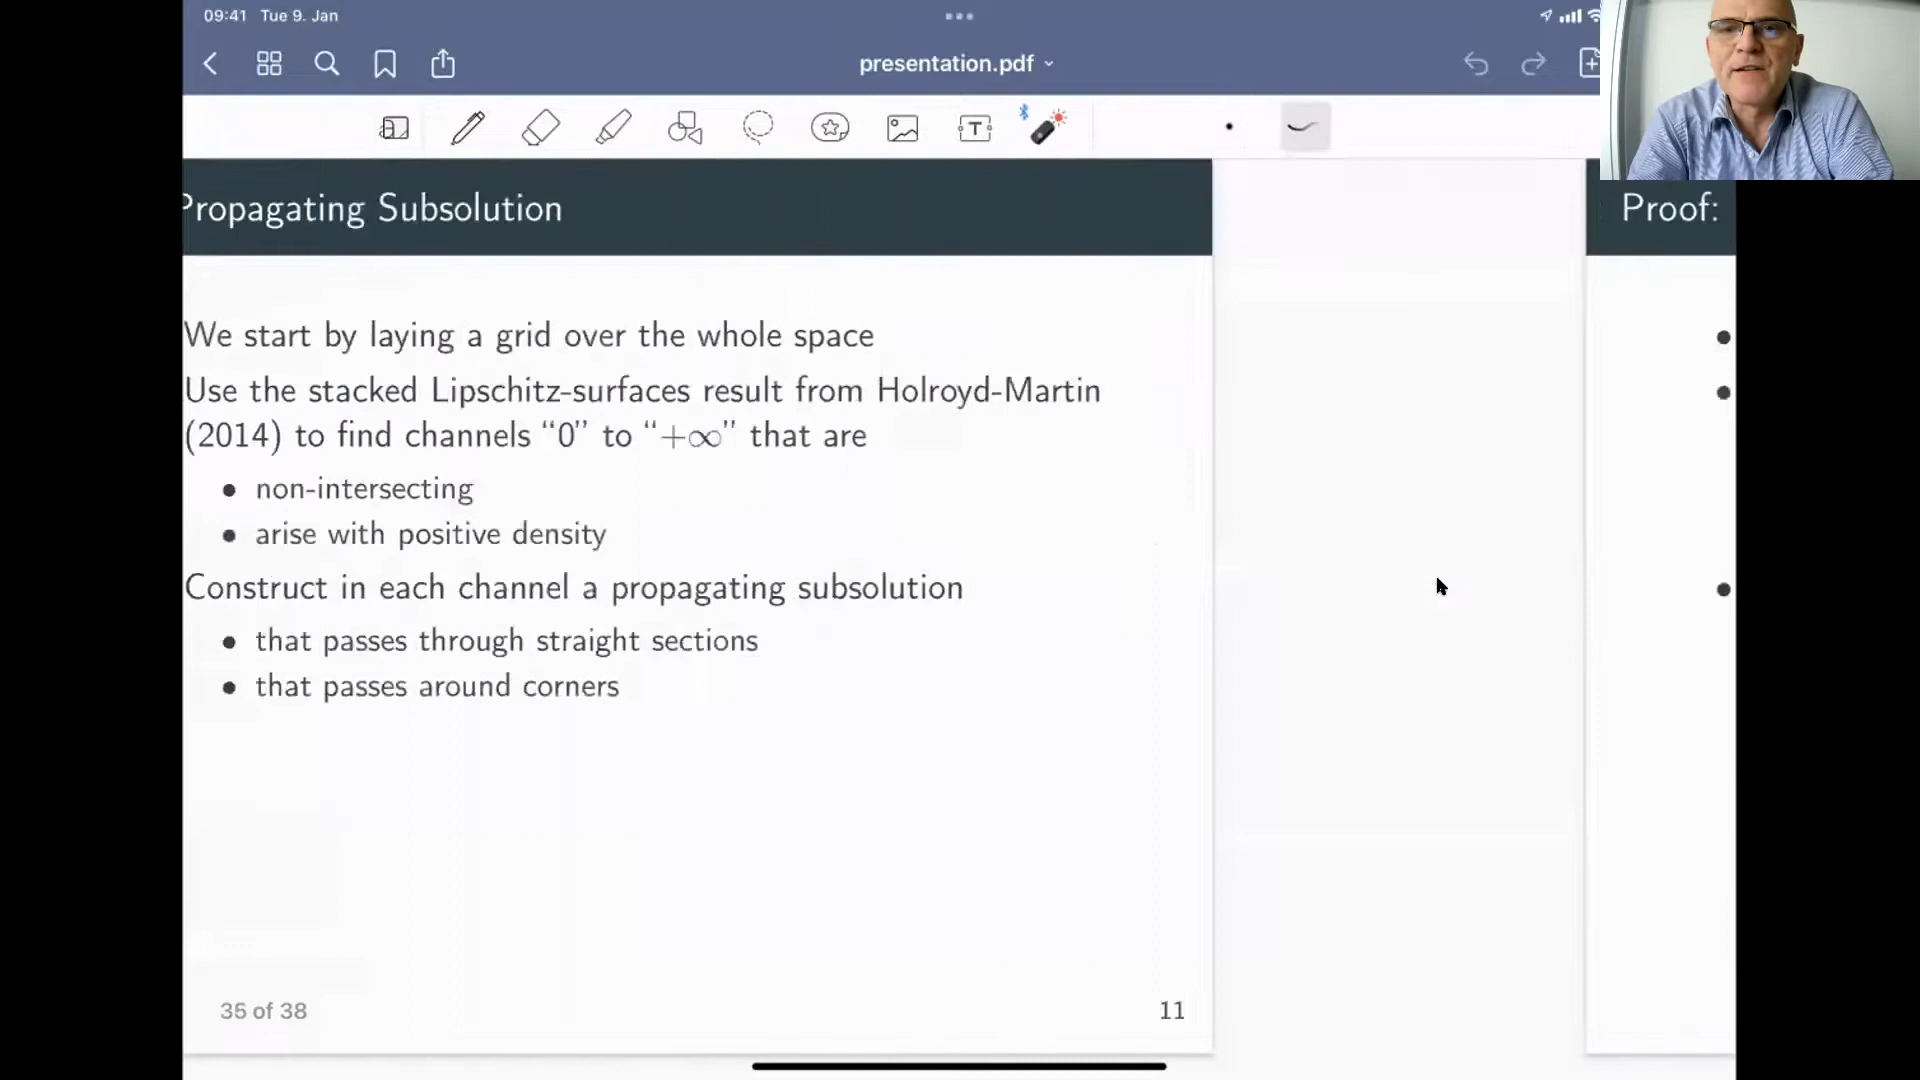 09:41 Tue 9. Jan
presentation.pdf
Propagating Subsolution
Proof:
We start by laying a grid over the whole space
Use the stacked Lipschitz-surfaces result from Holroyd-Martin
(2014) to find channels “0” to “+∞” that are
• non-intersecting
• arise with positive density
Construct in each channel a propagating subsolution
• that passes through straight sections
• that passes around corners
35 of 38
11